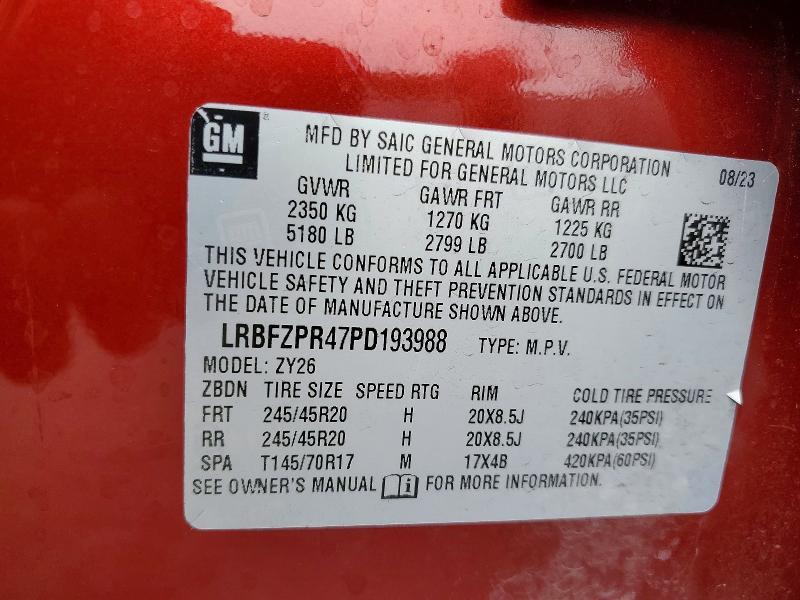 GM
MFD BY SAIC GENERAL MOTORS CORPORATION
LIMITED FOR GENERAL MOTORS LLC
08/23
GVWR GAWR FRT GAWR RR
2350 KG 1270 KG 1225 KG
5180 LB 2799 LB 2700 LB
THIS VEHICLE CONFORMS TO ALL APPLICABLE U.S. FEDERAL MOTOR
VEHICLE SAFETY AND THEFT PREVENTION STANDARDS IN EFFECT ON
THE DATE OF MANUFACTURE SHOWN ABOVE.
LRBFZPR47PD193988 TYPE: M.P.V.
MODEL: ZY26
ZBDN TIRE SIZE SPEED RTG RIM COLD TIRE PRESSURE
FRT 245/45R20 H 20X8.5J 240KPA(35PSI)
RR 245/45R20 H 20X8.5J 240KPA(35PSI)
SPA T145/70R17 M 17X4B 420KPA(60PSI)
SEE OWNER'S MANUAL FOR MORE INFORMATION.